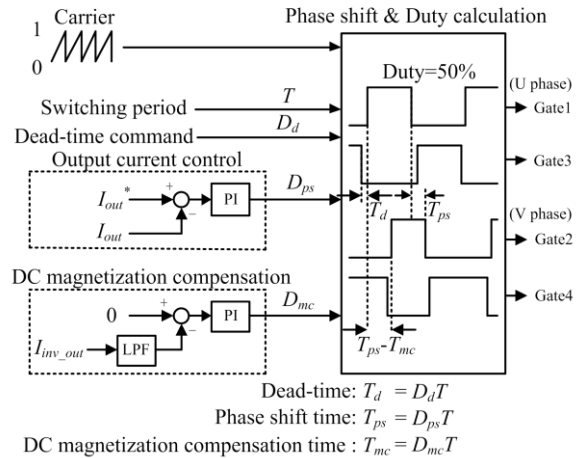 Carrier
Phase shift & Duty calculation
1
0
Duty=50%
(U phase)
Gate1
Switching period
T
Dead-time command
D_d
Gate3
Output current control
I_out*
+
−
PI
D_ps
I_out
T_d
T_ps
(V phase)
Gate2
DC magnetization compensation
0
+
−
PI
D_mc
Gate4
I_inv_out
LPF
T_ps-T_mc
Dead-time: T_d = D_dT
Phase shift time: T_ps = D_psT
DC magnetization compensation time : T_mc = D_mcT